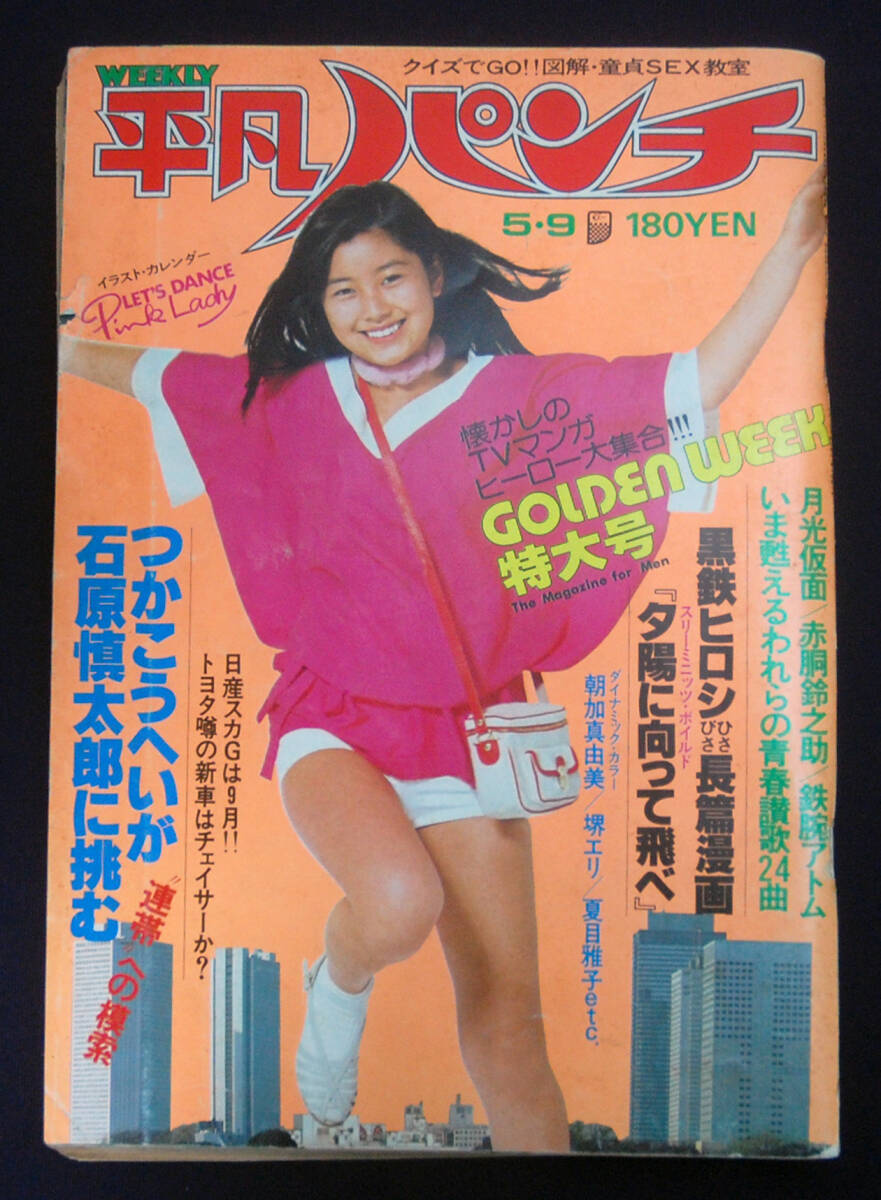 クイズでGO!!図解・童貞SEX教室
WEEKLY
平凡パンチ
5・9
180YEN
イラスト・カレンダー
LET'S DANCE
Pink Lady
懐かしの
TVマンガ
ヒーロー大集合!!!
GOLDEN WEEK
特大号
The Magazine for Men
月光仮面/赤胴鈴之助/鉄腕アトム
いま甦えるわれらの青春讃歌24曲
黒鉄ヒロシ長篇漫画
ひさびさ
スリーミニッツ・ボイルド
『夕陽に向って飛べ』
ダイナミック・カラー
朝加真由美/堺エリ/夏目雅子etc.
日産スカGは9月!!
トヨタ噂の新車はチェイサーか?
つかこうへいが
石原慎太郎に挑む
"連帯"への模索